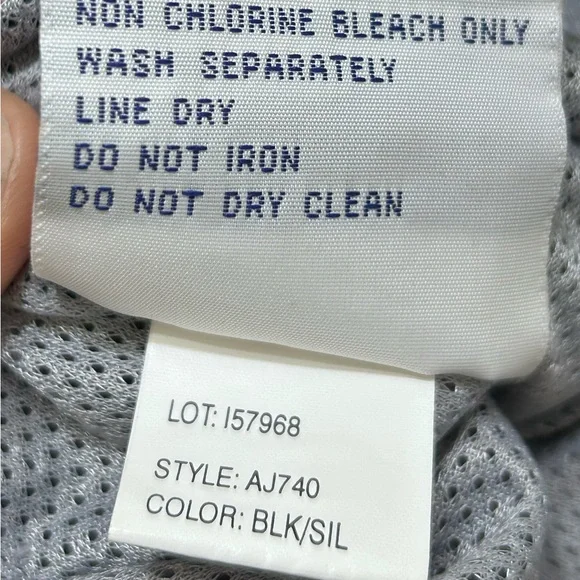 NON CHLORINE BLEACH ONLY
WASH SEPARATELY
LINE DRY
DO NOT IRON
DO NOT DRY CLEAN
LOT: I57968
STYLE: AJ740
COLOR: BLK/SIL